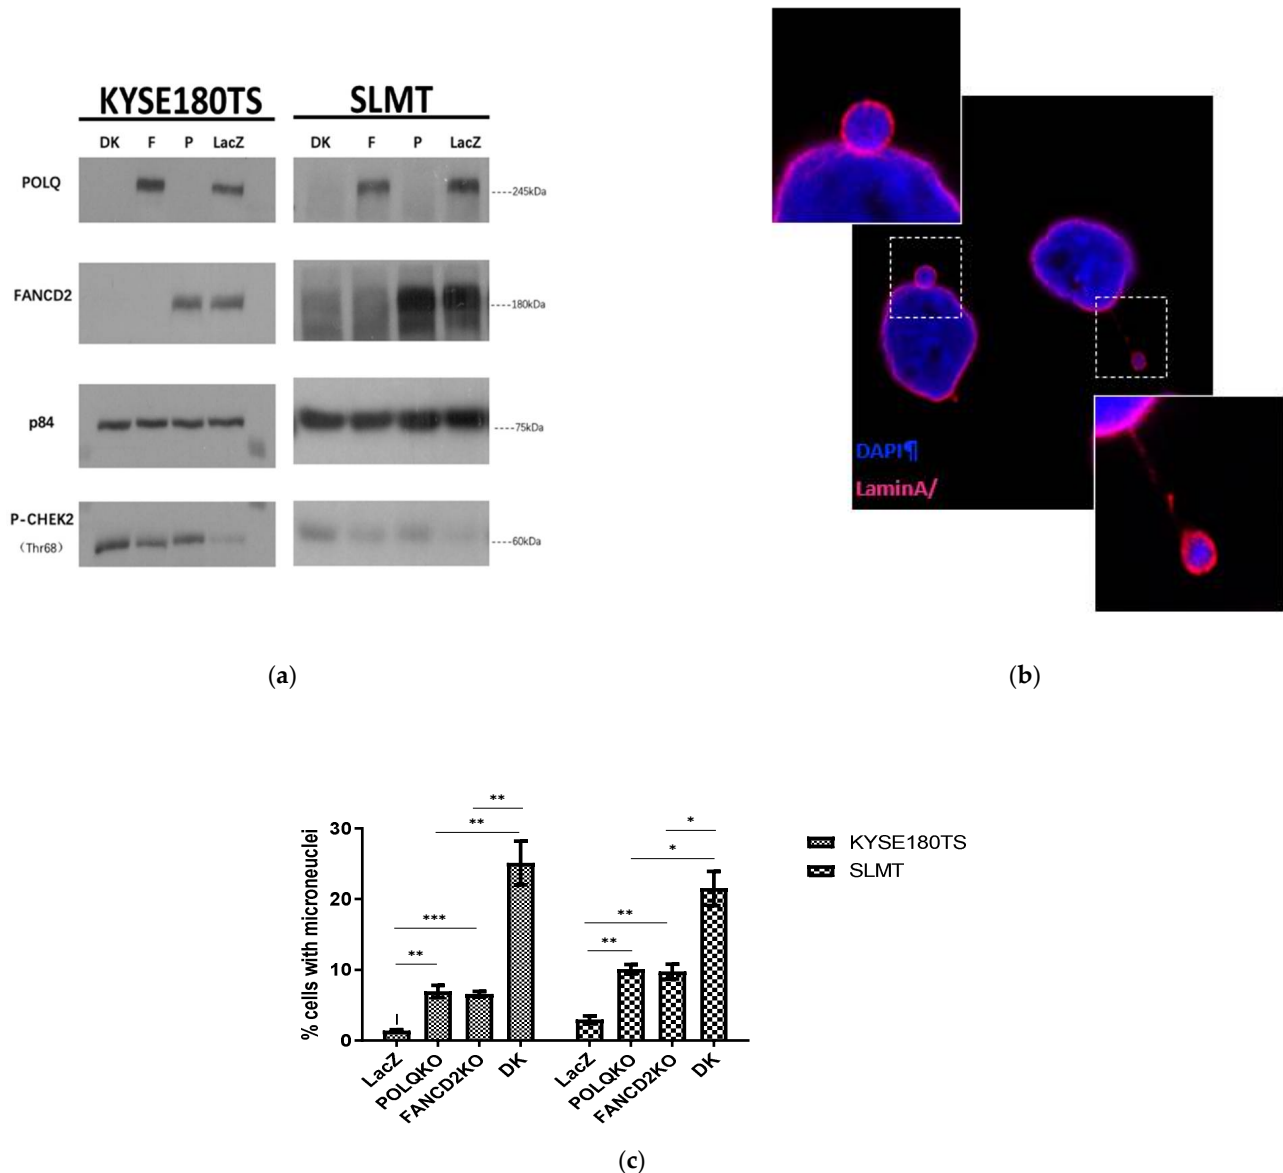 KYSE180TS SLMT
DK F P LacZ DK F P LacZ
POLQ
----245kDa
FANCD2
----180kDa
p84
----75kDa
P-CHEK2
(Thr68)
----60kDa
DAPI¶
LaminA/
(a) (b)
% cells with micronuclei
30
20
10
0
** ** *** ** * * ** **
LacZ POLQKO FANCD2KO DK LacZ POLQKO FANCD2KO DK
KYSE180TS
SLMT
(c)